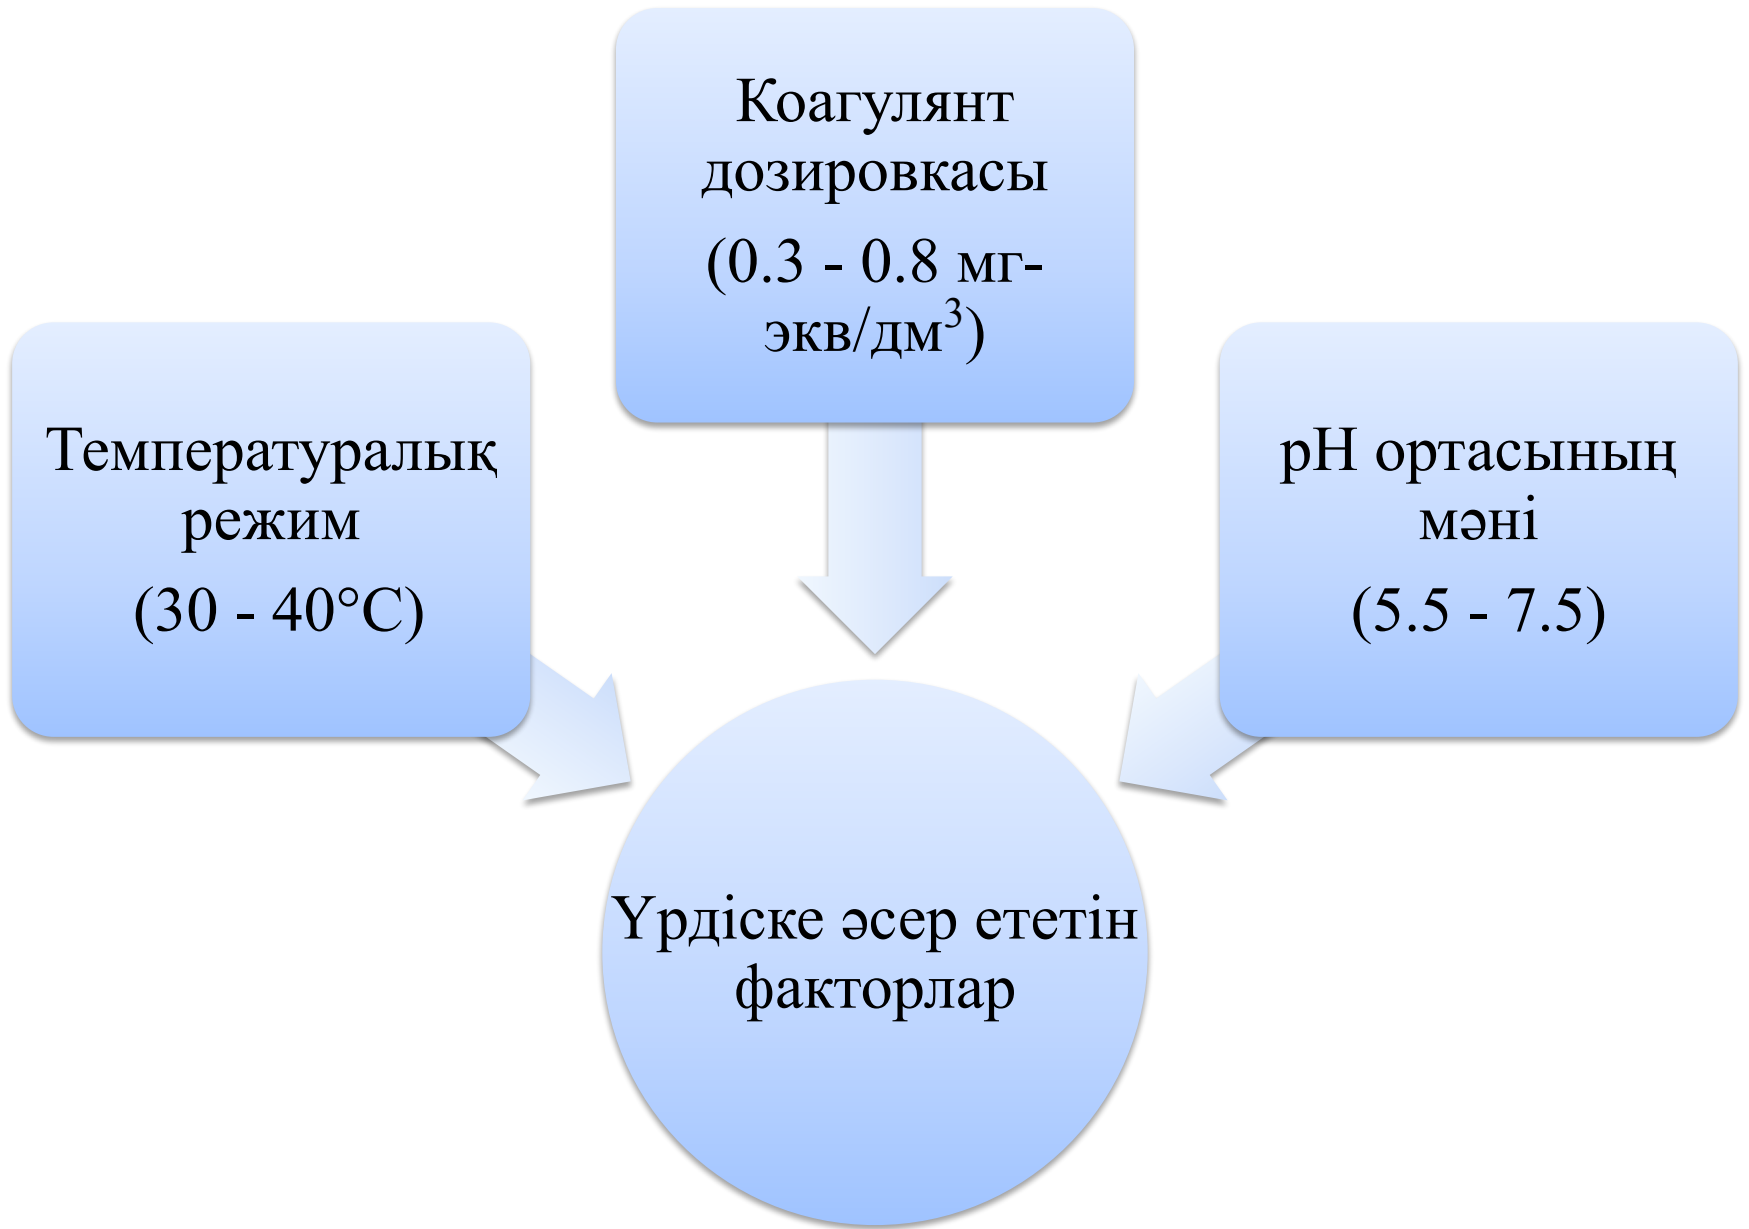 Коагулянт
дозировкасы
(0.3 - 0.8 мг-
экв/дм³)
Температуралық
режим
(30 - 40°C)
pH ортасының
мәні
(5.5 - 7.5)
Үрдіске әсер ететін
факторлар